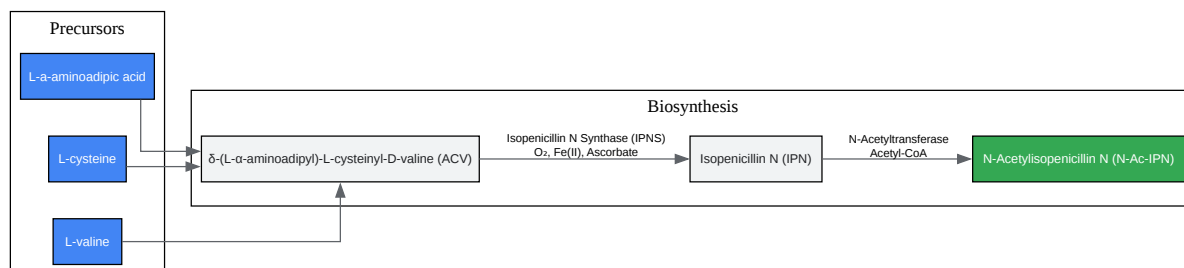 Precursors
L-a-aminoadipic acid
L-cysteine
L-valine
Biosynthesis
δ-(L-α-aminoadipyl)-L-cysteinyl-D-valine (ACV)
Isopenicillin N Synthase (IPNS)
O₂, Fe(II), Ascorbate
Isopenicillin N (IPN)
N-Acetyltransferase
Acetyl-CoA
N-Acetylisopenicillin N (N-Ac-IPN)